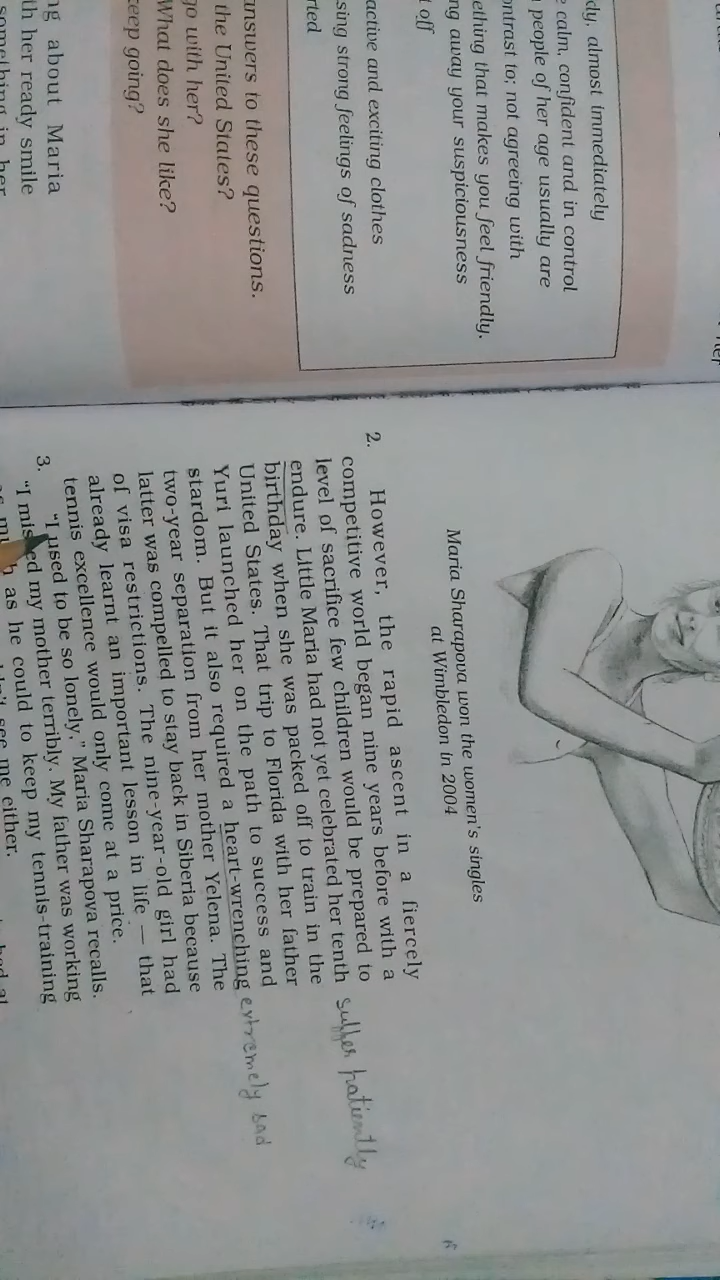 dy, almost immediately
calm, confident and in control
people of her age usually are
ontrast to; not agreeing with
ething that makes you feel friendly.
ng away your suspiciousness
off
active and exciting clothes
sing strong feelings of sadness
rted
nswers to these questions.
the United States?
go with her?
What does she like?
eep going?
ng about Maria
th her ready smile
something in her
Maria Sharapova won the women's singles
at Wimbledon in 2004
2. However, the rapid ascent in a fiercely
competitive world began nine years before with a
level of sacrifice few children would be prepared to
endure. Little Maria had not yet celebrated her tenth suffer patiently
birthday when she was packed off to train in the
United States. That trip to Florida with her father
Yuri launched her on the path to success and
stardom. But it also required a heart-wrenching extremely sad
two-year separation from her mother Yelena. The
latter was compelled to stay back in Siberia because
of visa restrictions. The nine-year-old girl had
already learnt an important lesson in life — that
tennis excellence would only come at a price.
3. "I used to be so lonely," Maria Sharapova recalls.
"I missed my mother terribly. My father was working
as he could to keep my tennis-training
see me either.